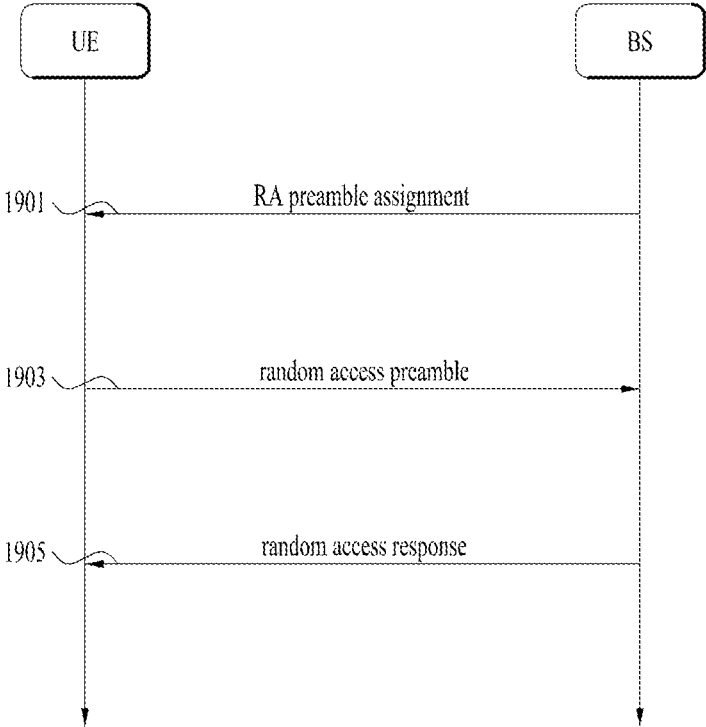 UE
BS
1901
RA preamble assignment
1903
random access preamble
1905
random access response